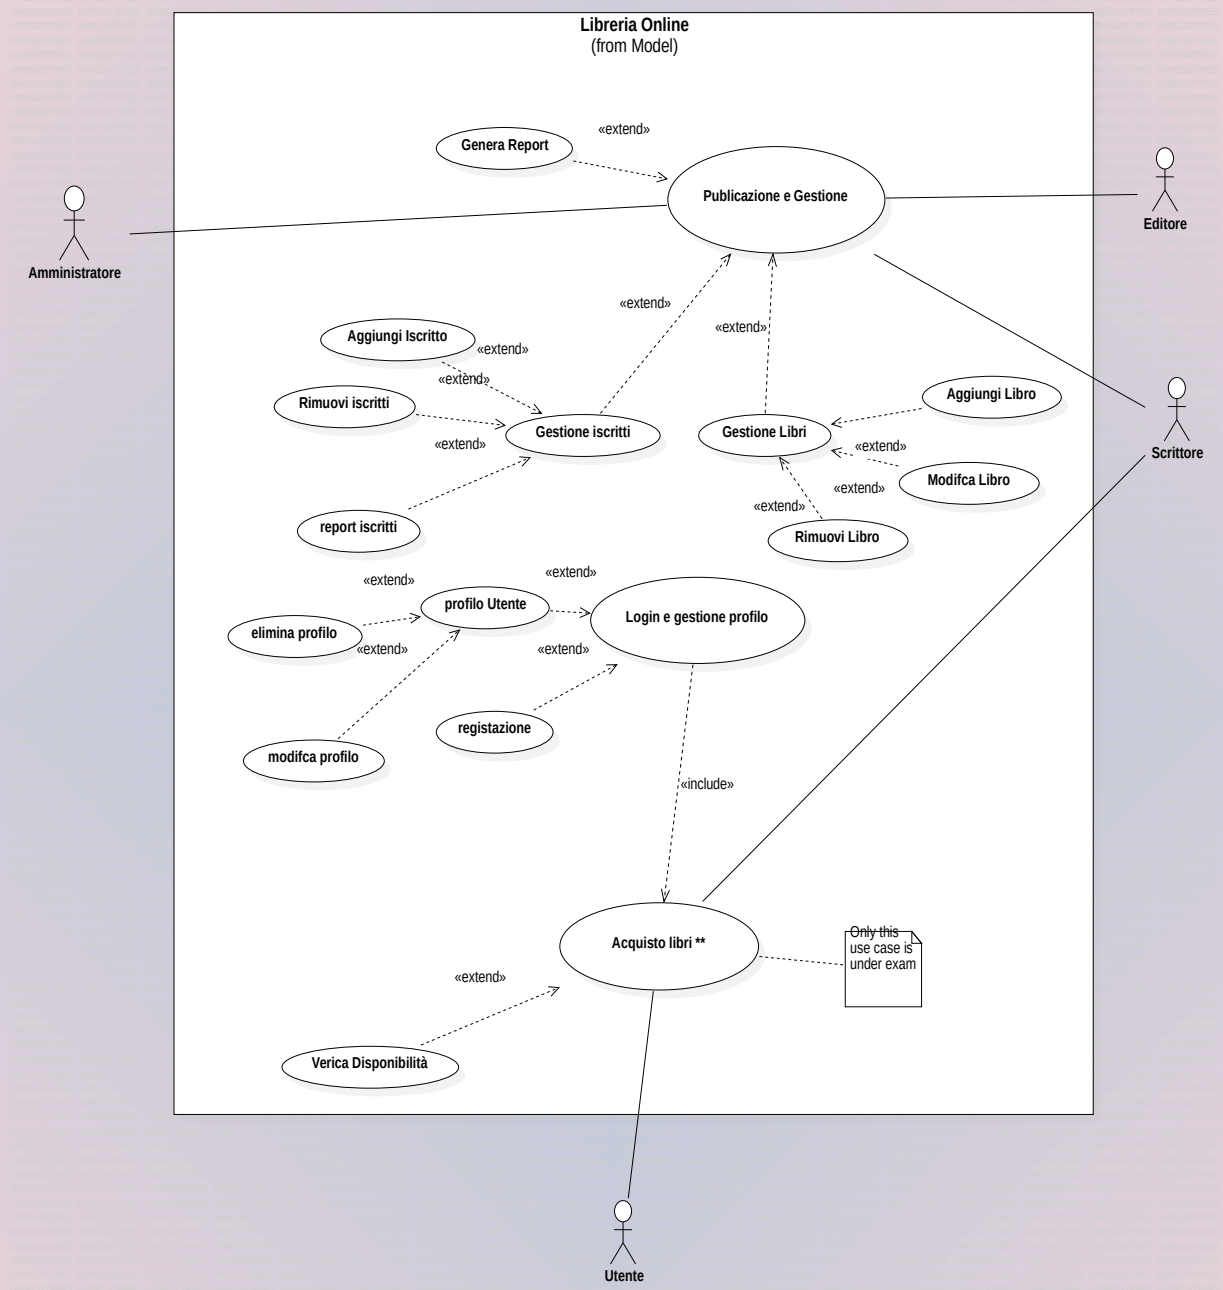 Libreria Online
(from Model)
«extend»
Genera Report
Publicazione e Gestione
Editore
Amministratore
«extend»
«extend»
Aggiungi Iscritto
«extend»
«extend»
Rimuovi iscritti
Aggiungi Libro
Gestione iscritti
Gestione Libri
«extend»
«extend»
Scrittore
Modifca Libro
«extend»
«extend»
report iscritti
Rimuovi Libro
«extend»
«extend»
profilo Utente
Login e gestione profilo
elimina profilo
«extend»
«extend»
registazione
modifca profilo
«include»
Only this
use case is
under exam
Acquisto libri **
«extend»
Verica Disponibilità
Utente